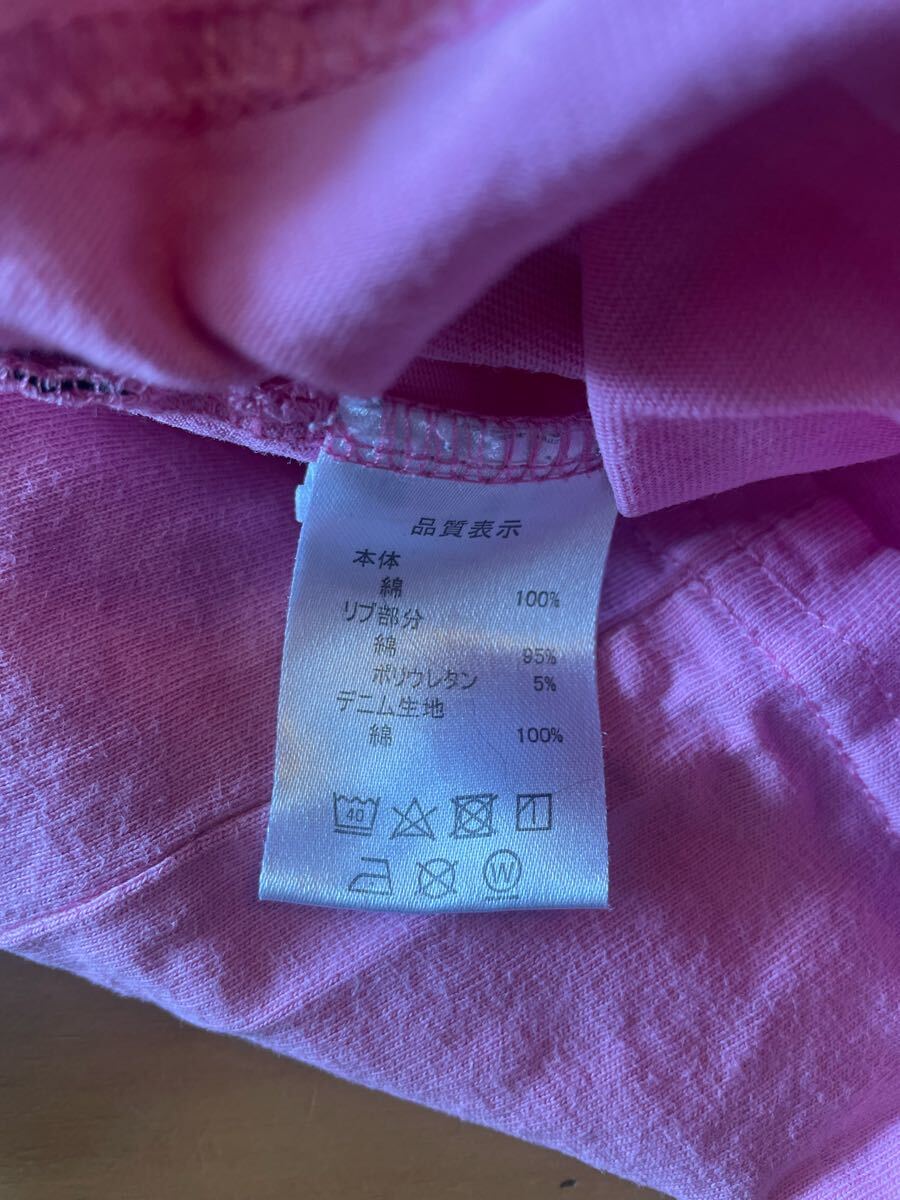 品質表示
本体
綿 100%
リブ部分
綿 95%
ポリウレタン 5%
デニム生地
綿 100%
40
W